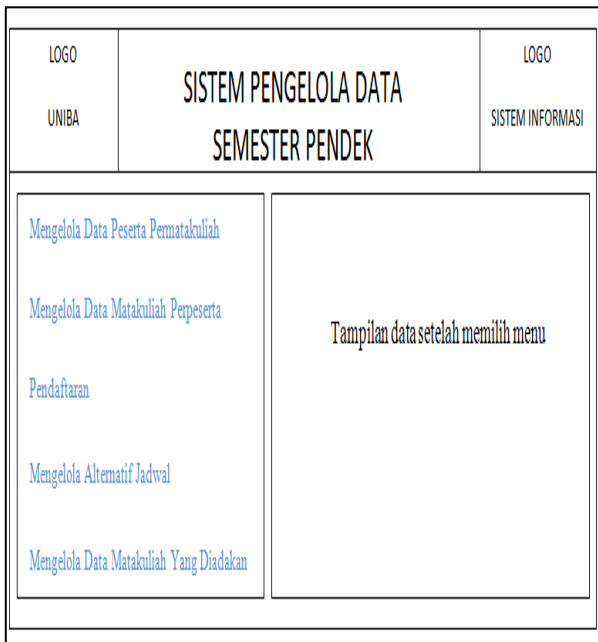 LOGO
UNIBA
SISTEM PENGELOLA DATA
SEMESTER PENDEK
LOGO
SISTEM INFORMASI
Mengelola Data Peserta Permatakuliah
Mengelola Data Matakuliah Perpeserta
Pendaftaran
Mengelola Alternatif Jadwal
Mengelola Data Matakuliah Yang Diadakan
Tampilan data setelah memilih menu